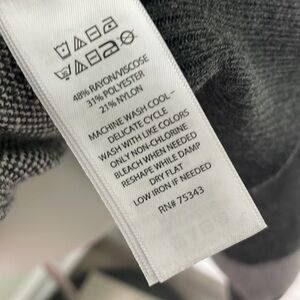 48% RAYON/VISCOSE
31% POLYESTER
21% NYLON
MACHINE WASH COOL
DELICATE CYCLE
WASH WITH LIKE COLORS
ONLY NON-CHLORINE
BLEACH WHEN NEEDED
RESHAPE WHILE DAMP
DRY FLAT
LOW IRON IF NEEDED
RN# 75343